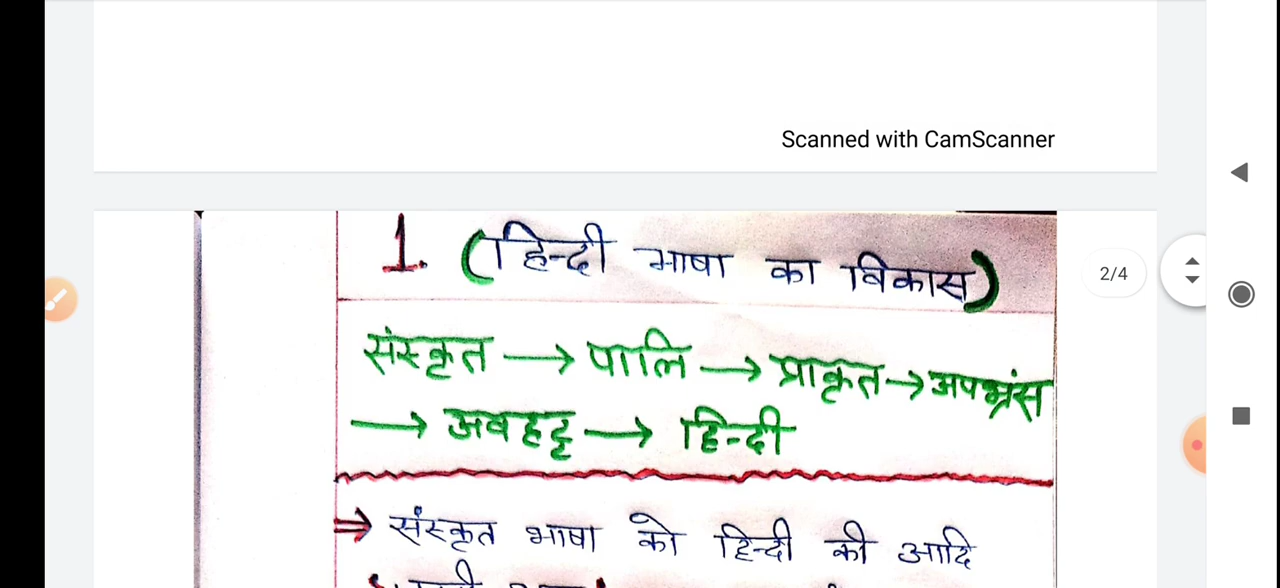 Scanned with CamScanner
1. (हिन्दी भाषा का विकास)
2/4
संस्कृत → पालि → प्राकृत → अपभ्रंस
→ अवहट्ट → हिन्दी
⇒ संस्कृत भाषा को हिन्दी की आदि